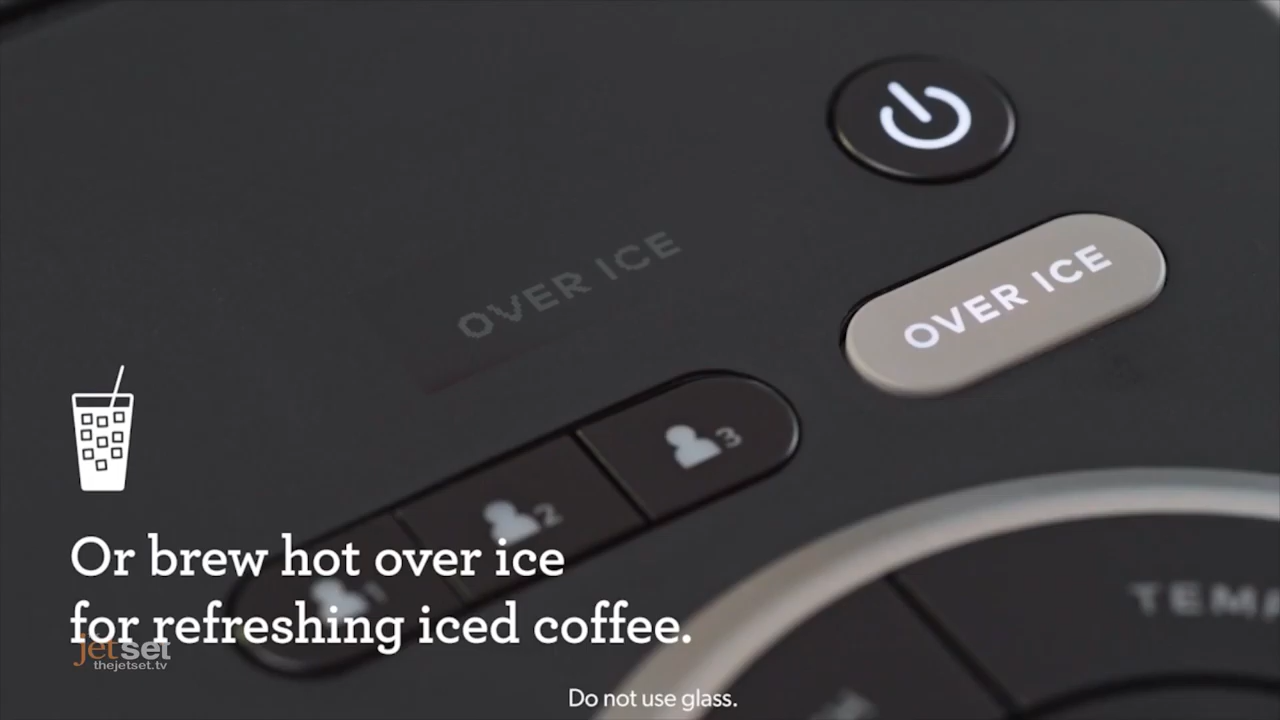 OVER ICE
OVER ICE
3
2
1
Or brew hot over ice
for refreshing iced coffee.
jetset
thejetset.tv
Do not use glass.